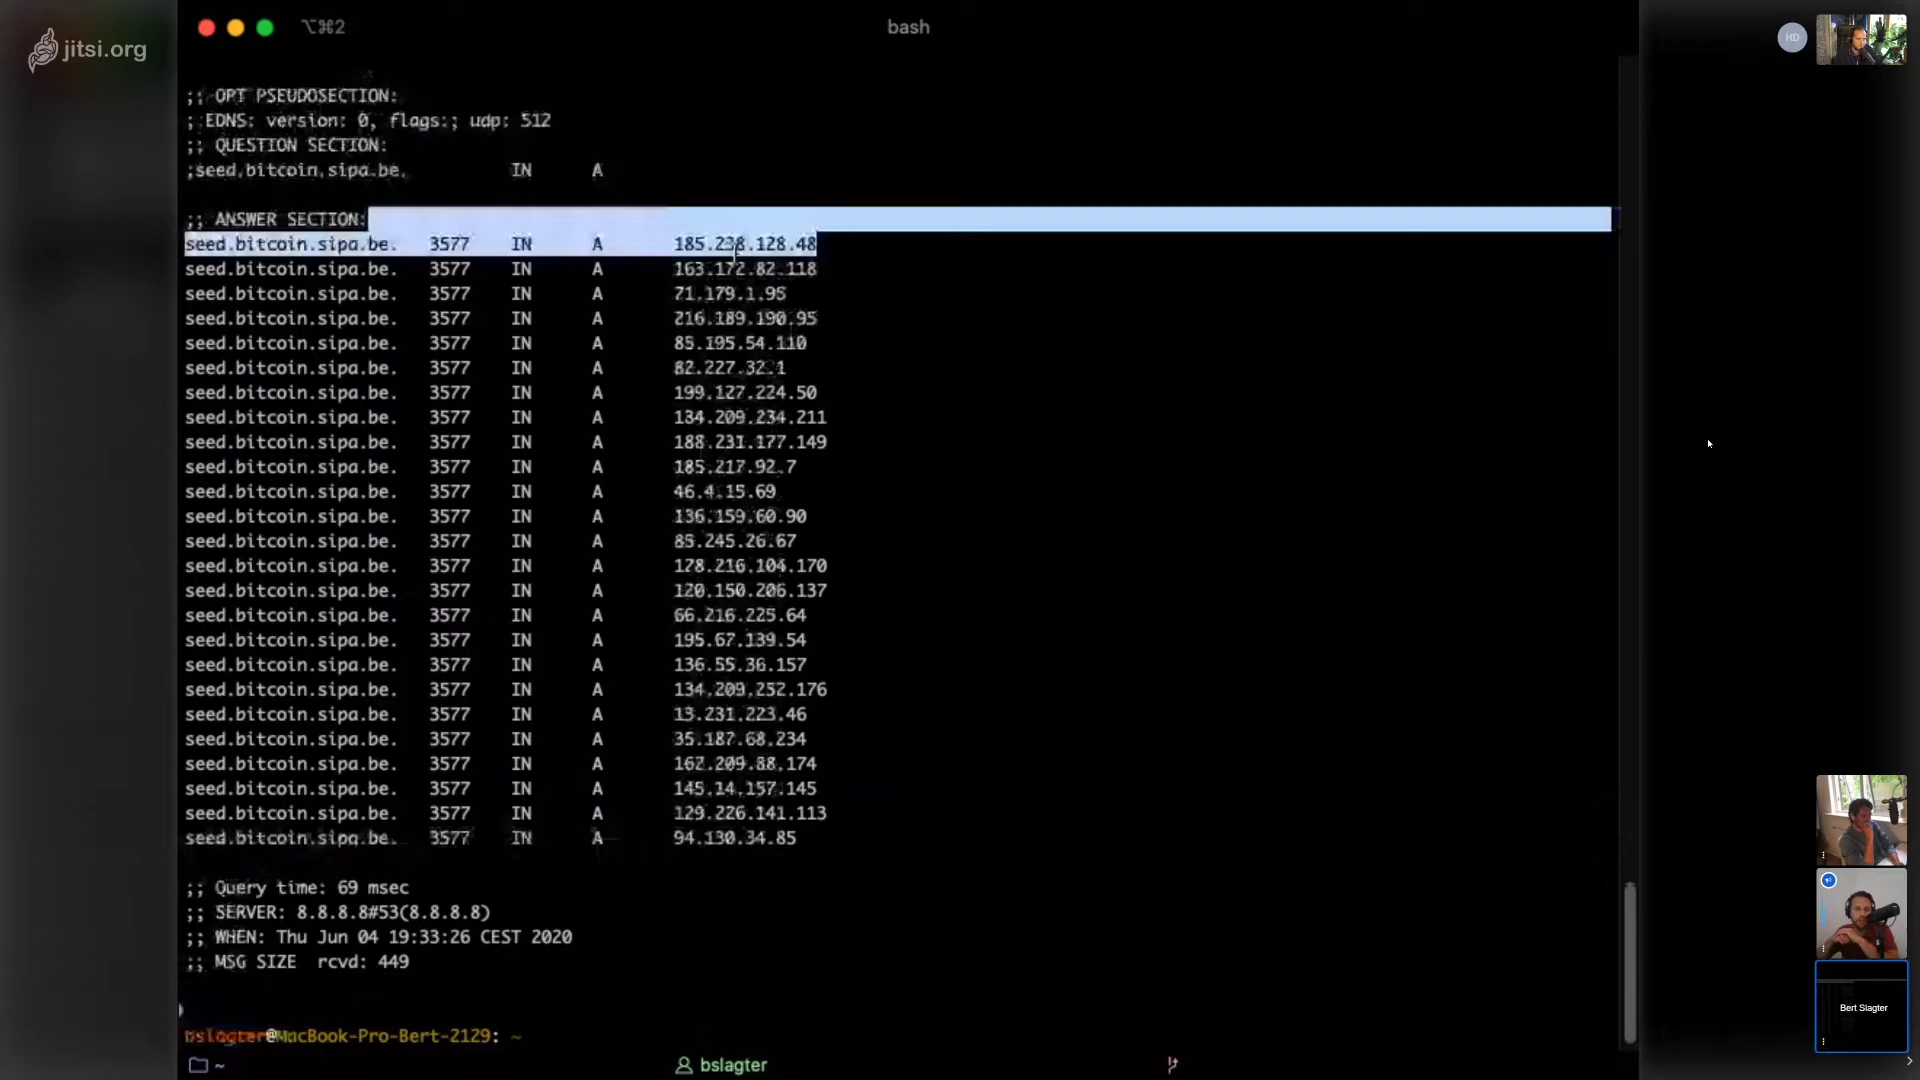 jitsi.org
⌥⌘2
bash
HD
;; OPT PSEUDOSECTION:
; EDNS: version: 0, flags:; udp: 512
;; QUESTION SECTION:
;seed.bitcoin.sipa.be. IN A
;; ANSWER SECTION:
seed.bitcoin.sipa.be. 3577 IN A 185.238.128.48
seed.bitcoin.sipa.be. 3577 IN A 163.172.82.118
seed.bitcoin.sipa.be. 3577 IN A 71.179.1.95
seed.bitcoin.sipa.be. 3577 IN A 216.189.190.95
seed.bitcoin.sipa.be. 3577 IN A 85.195.54.110
seed.bitcoin.sipa.be. 3577 IN A 82.227.32.1
seed.bitcoin.sipa.be. 3577 IN A 199.127.224.50
seed.bitcoin.sipa.be. 3577 IN A 134.209.234.211
seed.bitcoin.sipa.be. 3577 IN A 188.231.177.149
seed.bitcoin.sipa.be. 3577 IN A 185.217.92.7
seed.bitcoin.sipa.be. 3577 IN A 46.4.15.69
seed.bitcoin.sipa.be. 3577 IN A 136.159.60.90
seed.bitcoin.sipa.be. 3577 IN A 85.245.26.67
seed.bitcoin.sipa.be. 3577 IN A 178.216.104.170
seed.bitcoin.sipa.be. 3577 IN A 120.150.206.137
seed.bitcoin.sipa.be. 3577 IN A 66.216.225.64
seed.bitcoin.sipa.be. 3577 IN A 195.67.139.54
seed.bitcoin.sipa.be. 3577 IN A 136.55.36.157
seed.bitcoin.sipa.be. 3577 IN A 134.209.252.176
seed.bitcoin.sipa.be. 3577 IN A 13.231.223.46
seed.bitcoin.sipa.be. 3577 IN A 35.187.68.234
seed.bitcoin.sipa.be. 3577 IN A 162.209.88.174
seed.bitcoin.sipa.be. 3577 IN A 145.14.157.145
seed.bitcoin.sipa.be. 3577 IN A 129.226.141.113
seed.bitcoin.sipa.be. 3577 IN A 94.130.34.85
;; Query time: 69 msec
;; SERVER: 8.8.8.8#53(8.8.8.8)
;; WHEN: Thu Jun 04 19:33:26 CEST 2020
;; MSG SIZE rcvd: 449
bslagter@MacBook-Pro-Bert-2129: ~
~
bslagter
Bert Slagter